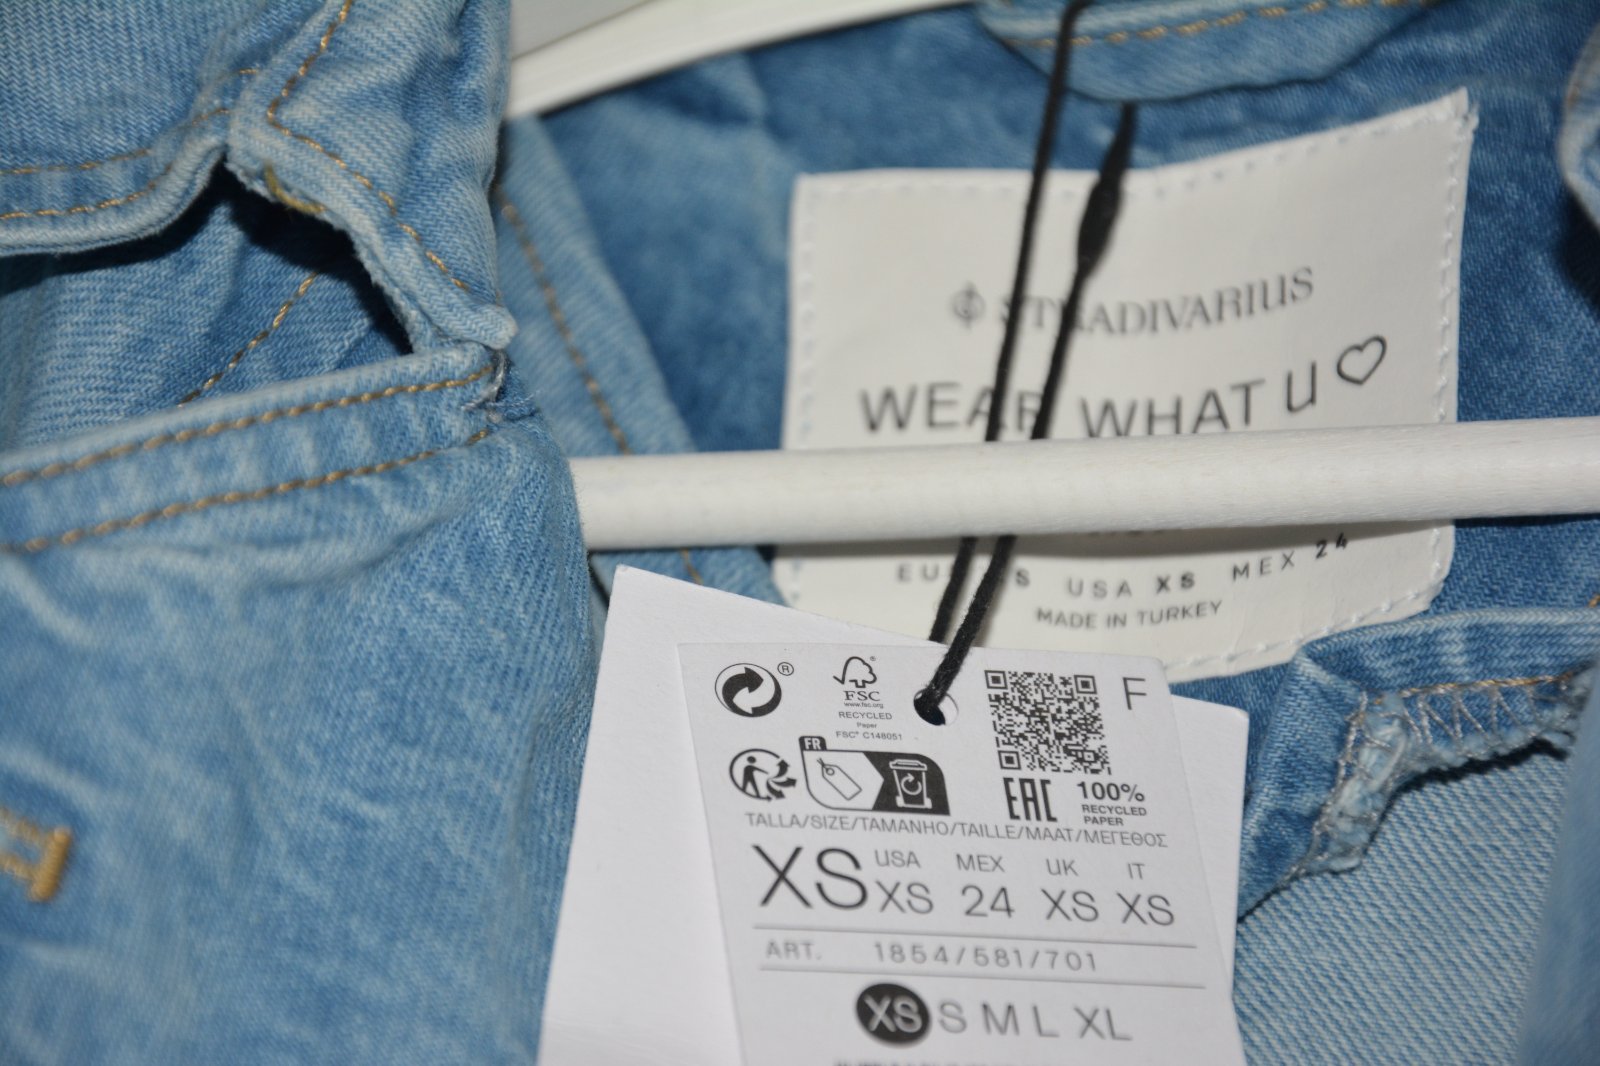 STRADIVARIUS
WEAR WHAT U
EUR XS USA XS MEX 24
MADE IN TURKEY
®
FSC®
www.fsc.org
RECYCLED
Paper
FSC® C148051
F
FR
EAC
100%
RECYCLED
PAPER
TALLA/SIZE/TAMANHO/TAILLE/MAAT/ΜΕΓΕΘΟΣ
XS USA MEX UK IT
XS 24 XS XS
ART. 1854/581/701
XS S M L XL